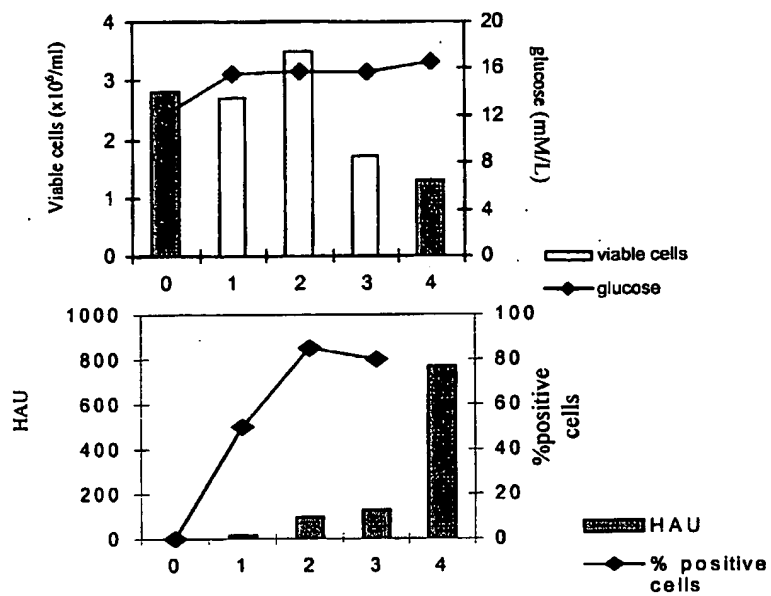 4
3
2
1
0
Viable cells (x10⁶/ml)
20
16
12
8
4
0
glucose (mM/L)
0 1 2 3 4
viable cells
glucose
1000
800
600
400
200
0
HAU
100
80
60
40
20
0
%positive
cells
0 1 2 3 4
HAU
% positive
cells